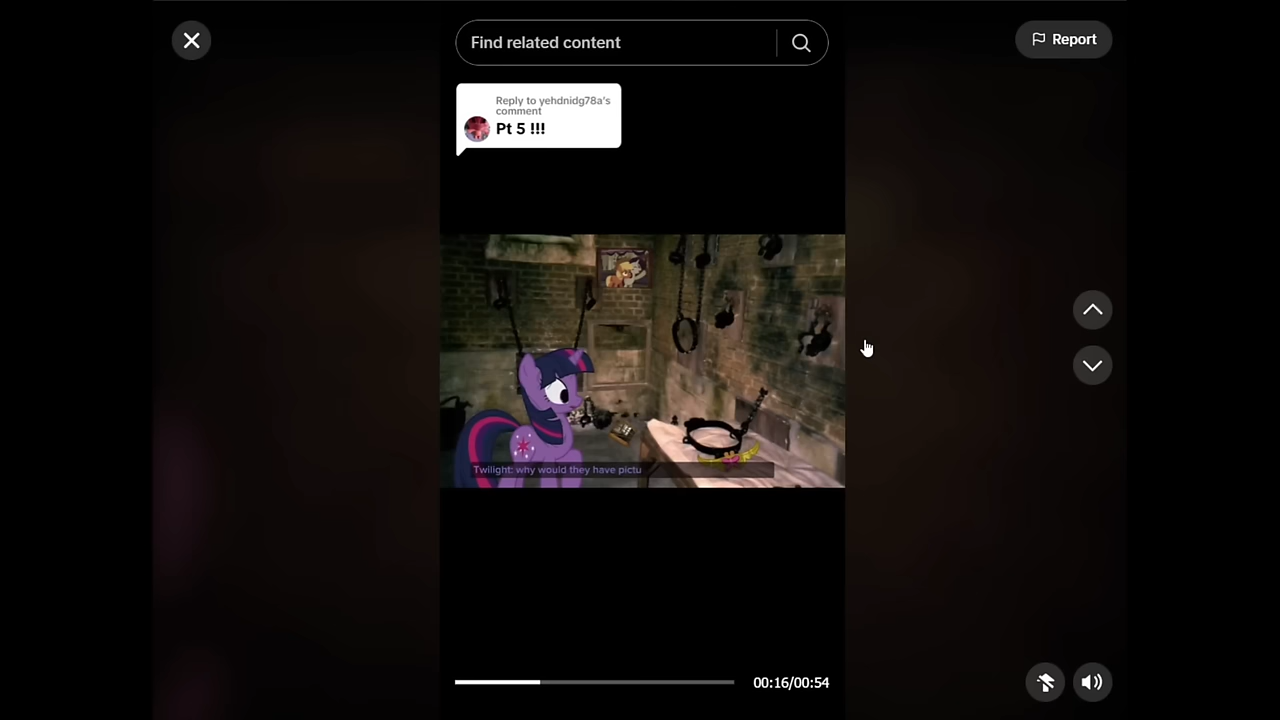 Find related content
Report
Reply to yehdnidg78a's
comment
Pt 5 !!!
Twilight: why would they have pictu
00:16/00:54